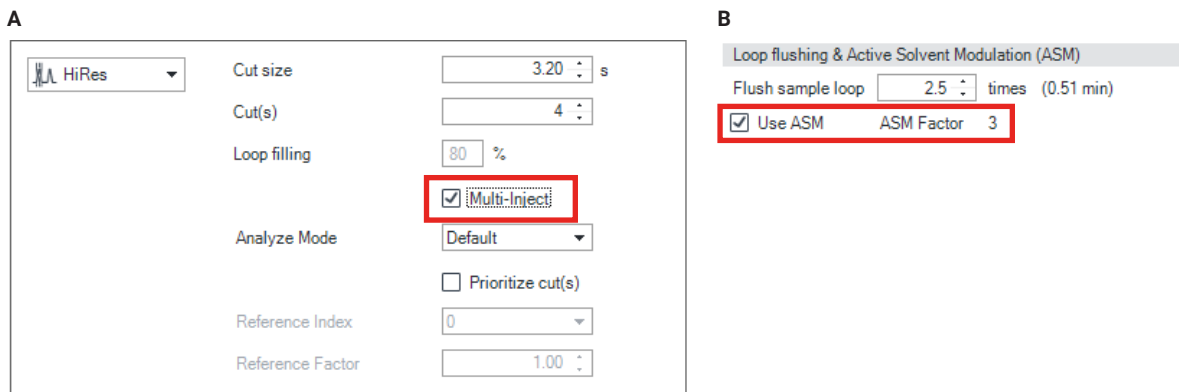 A
HiRes
Cut size 3.20 s
Cut(s) 4
Loop filling 80 %
Multi-Inject
Analyze Mode Default
Prioritize cut(s)
Reference Index 0
Reference Factor 1.00
B
Loop flushing & Active Solvent Modulation (ASM)
Flush sample loop 2.5 times (0.51 min)
Use ASM ASM Factor 3